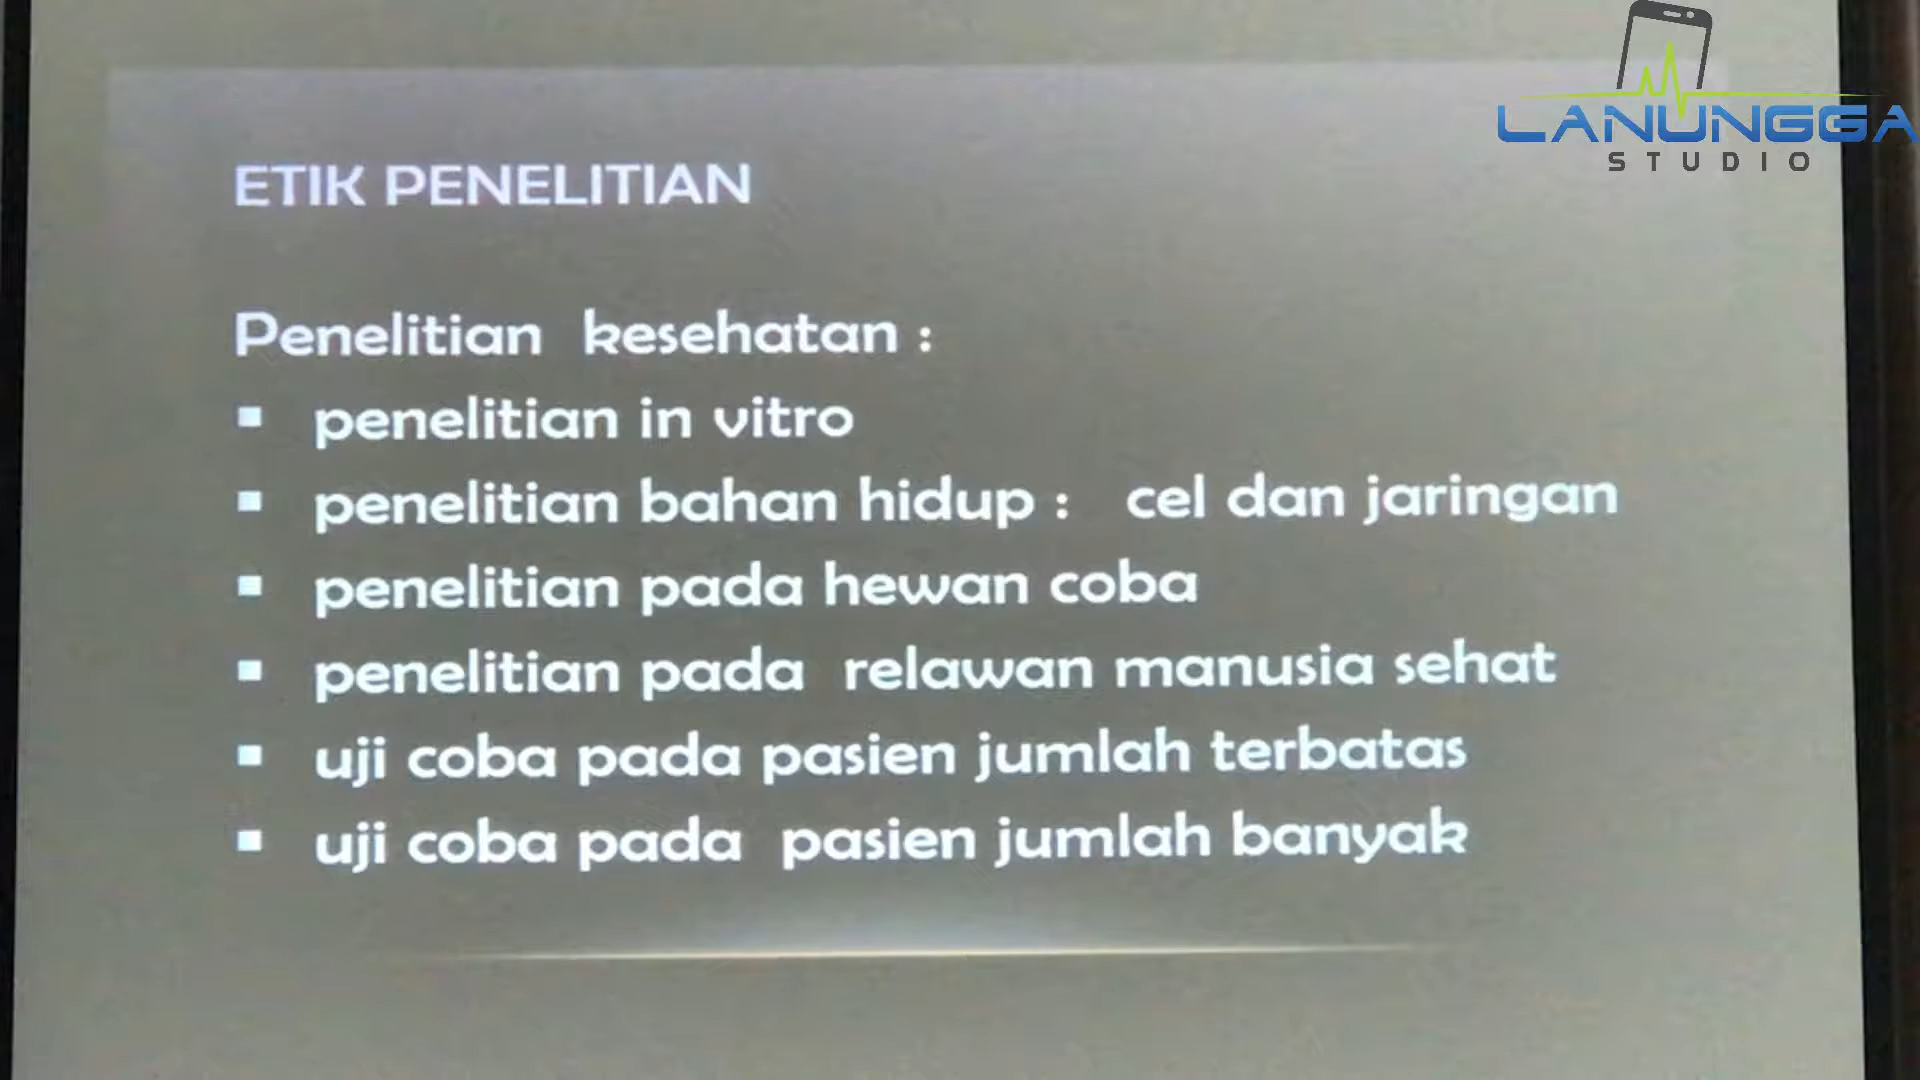 LANUNGGA
STUDIO
ETIK PENELITIAN
Penelitian kesehatan :
▪ penelitian in vitro
▪ penelitian bahan hidup : cel dan jaringan
▪ penelitian pada hewan coba
▪ penelitian pada relawan manusia sehat
▪ uji coba pada pasien jumlah terbatas
▪ uji coba pada pasien jumlah banyak